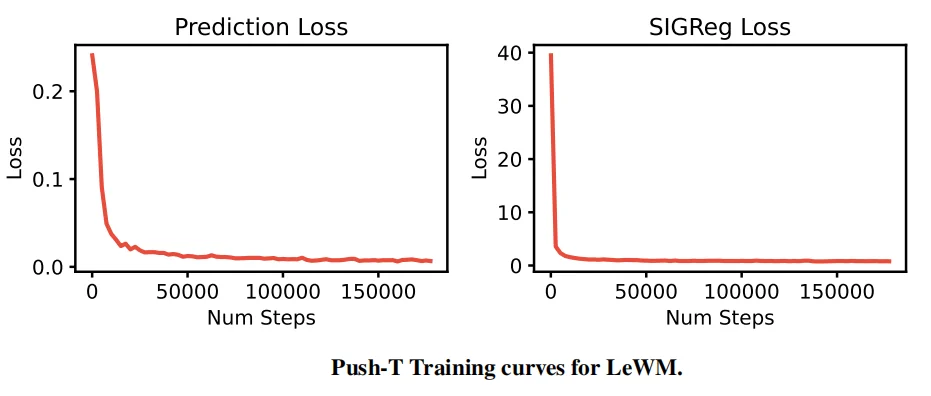 Prediction Loss
Loss
0.2
0.1
0.0
0 50000 100000 150000
Num Steps
SIGReg Loss
Loss
40
30
20
10
0
0 50000 100000 150000
Num Steps
Push-T Training curves for LeWM.